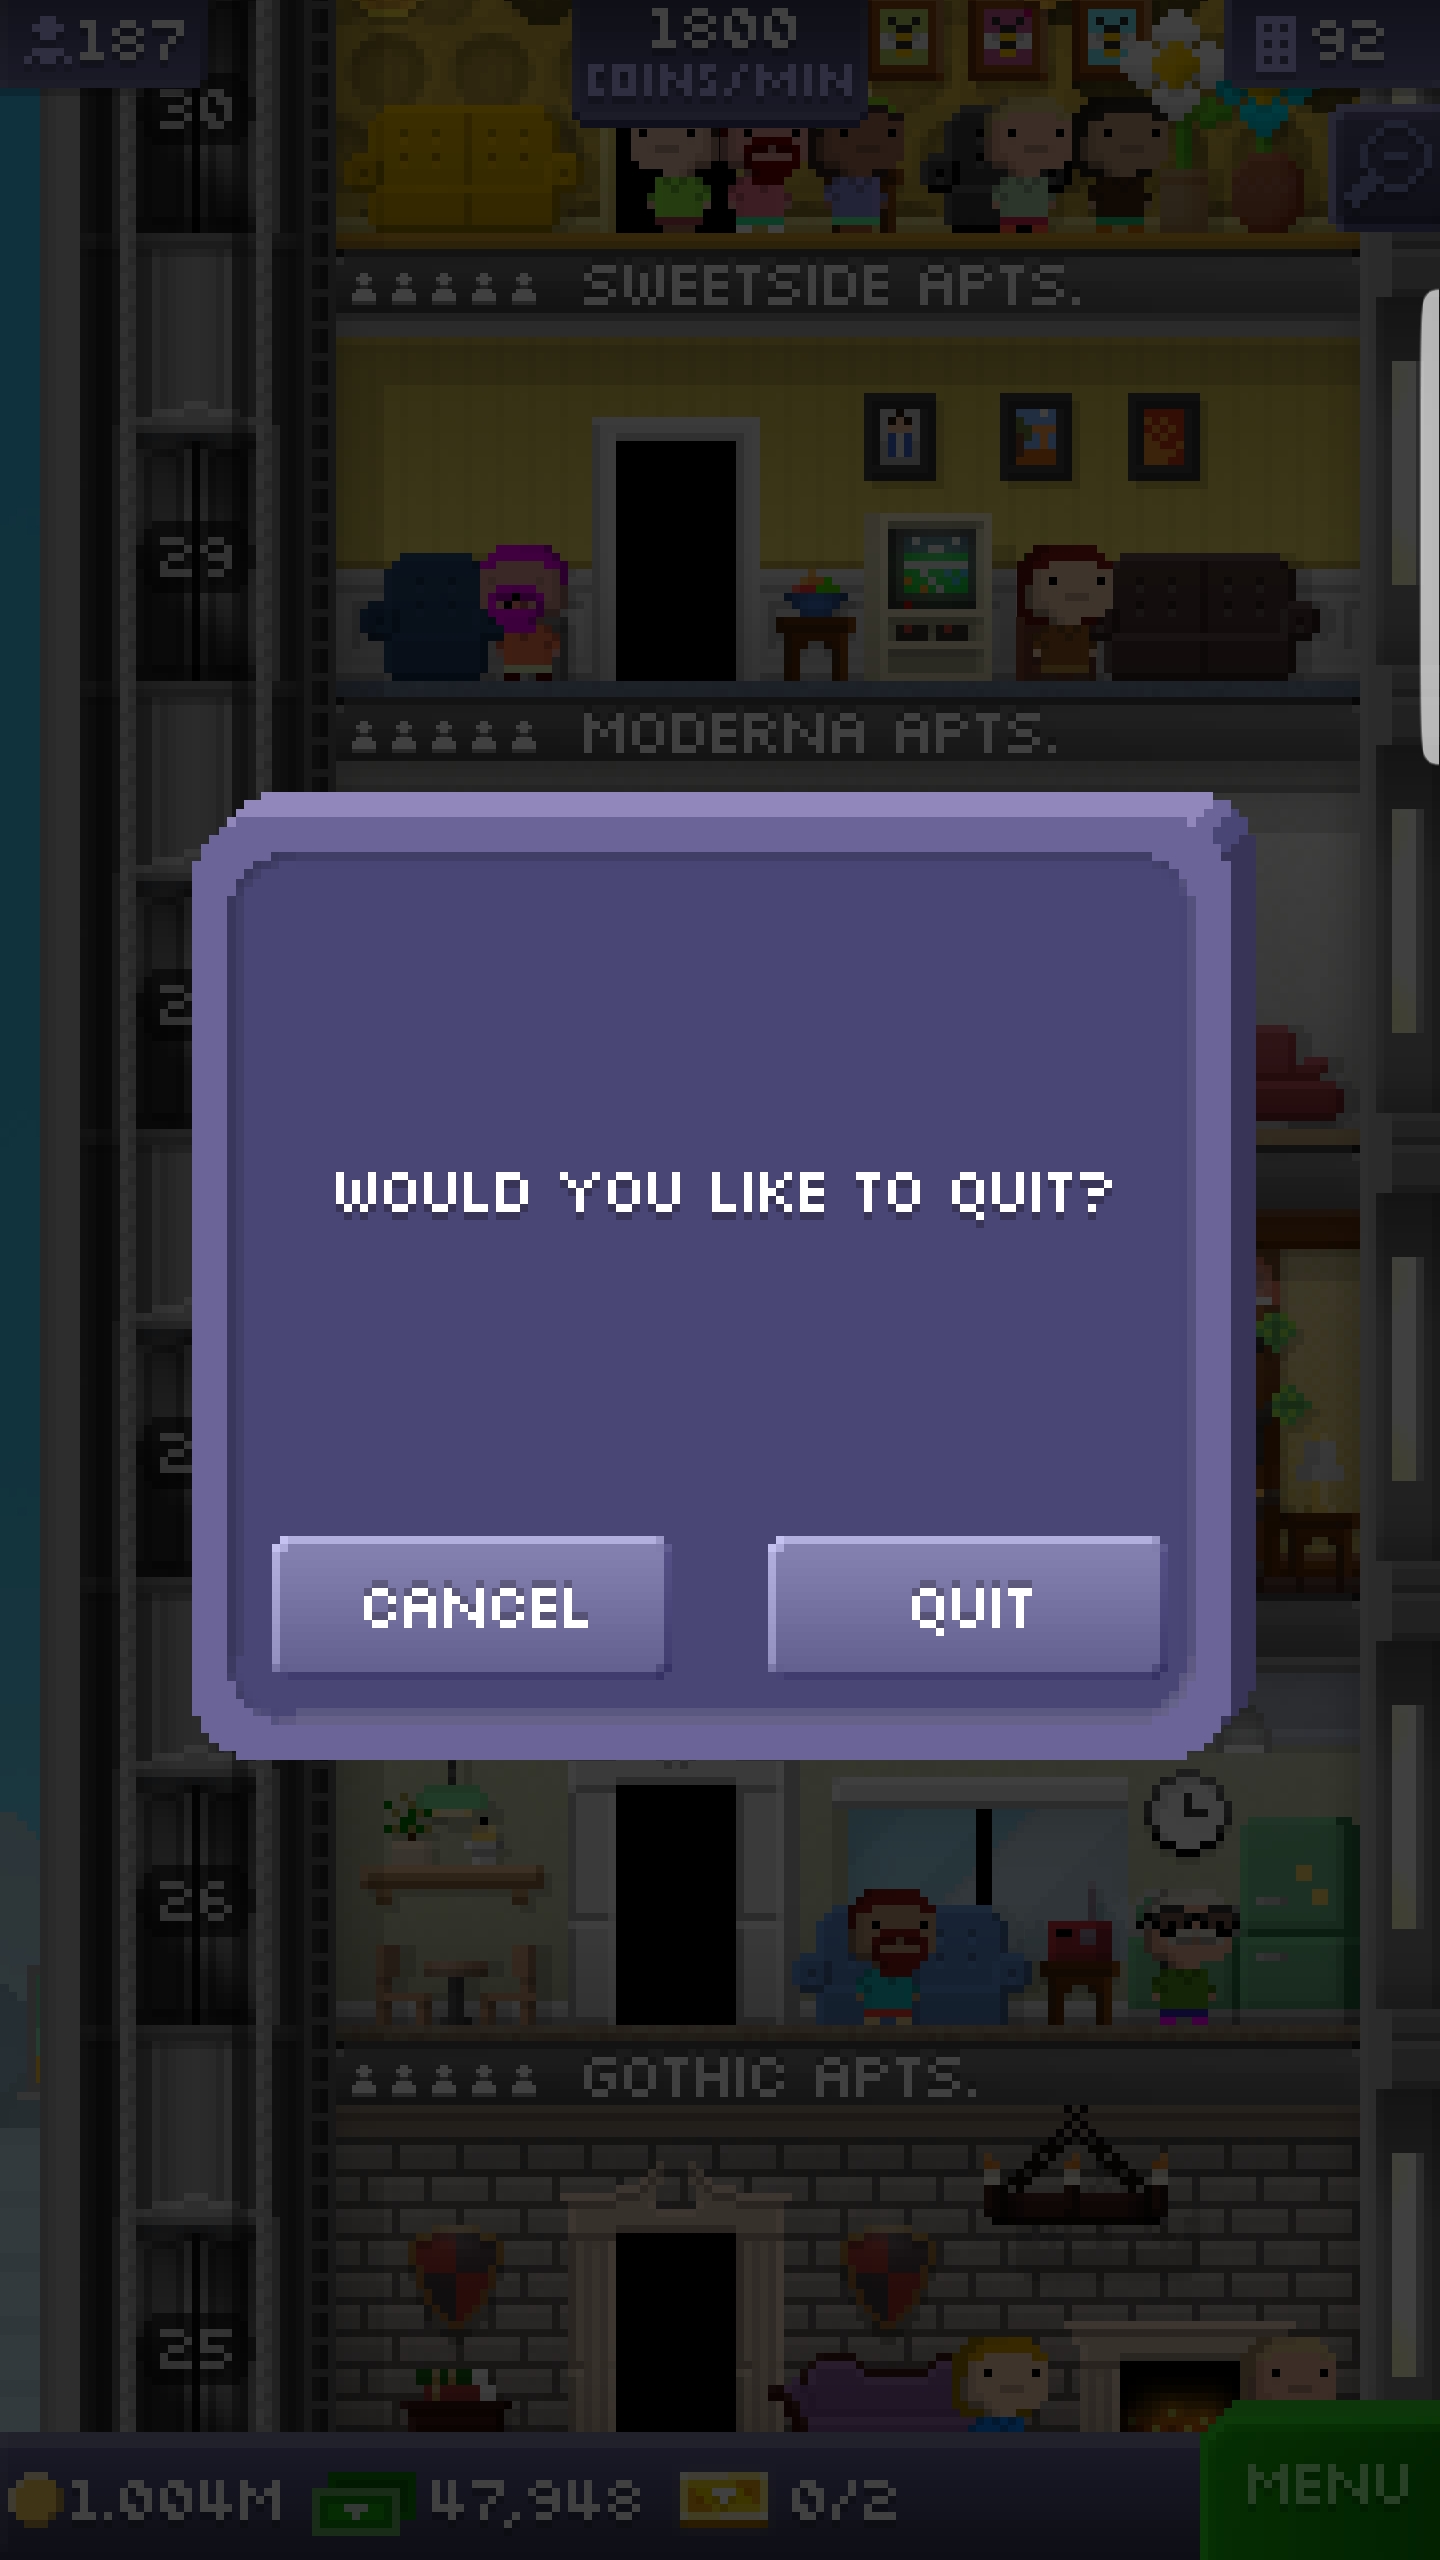 187
1800
COINS/MIN
92
30
SWEETSIDE APTS.
29
MODERNA APTS.
WOULD YOU LIKE TO QUIT?
CANCEL
QUIT
26
GOTHIC APTS.
25
1.004M
47,948
0/2
MENU